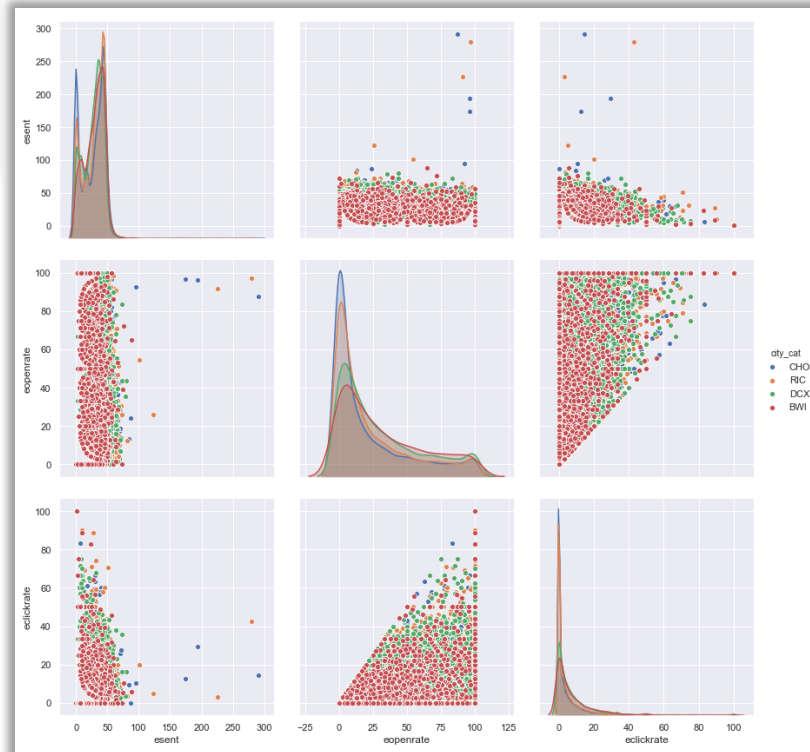 300
250
200
150
100
50
0
esent
100
80
60
40
20
0
eopenrate
city_cat
CHO
RIC
DCX
BWI
100
80
60
40
20
0
eclickrate
0 50 100 150 200 250 300
esent
−25 0 25 50 75 100 125
eopenrate
0 20 40 60 80 100
eclickrate